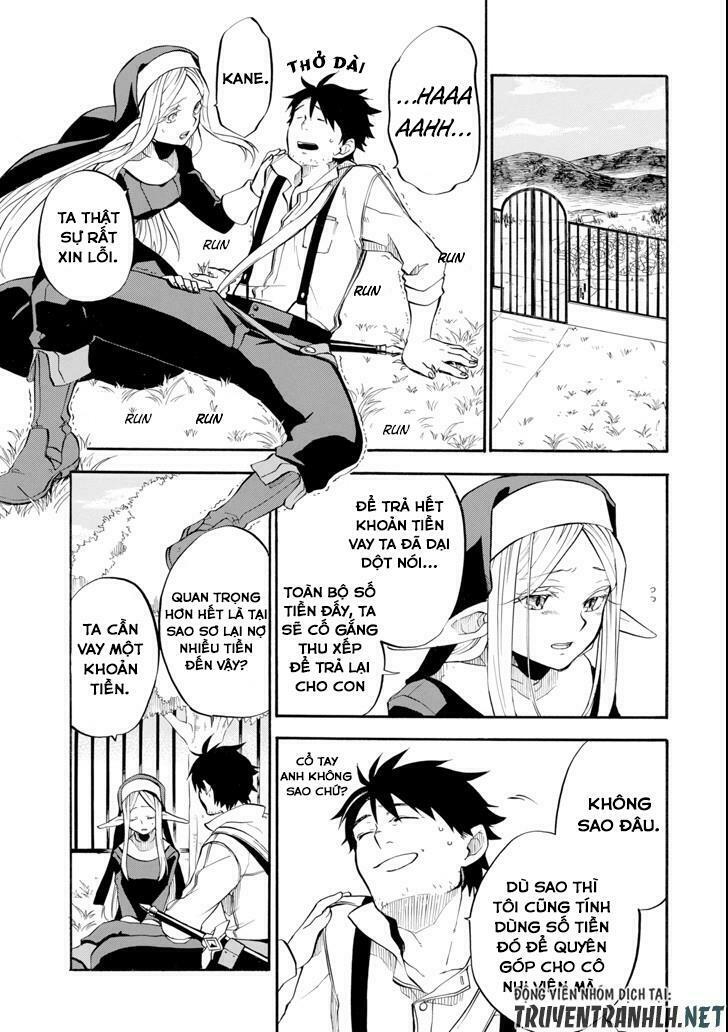 ...HAAA
AAHH...
THỞ DÀI
KANE.
TA THẬT
SỰ RẤT
XIN LỖI.
RUN
RUN
RUN
RUN
RUN
RUN
RUN
ĐỂ TRẢ HẾT
KHOẢN TIỀN
VAY TA ĐÃ DẠI
DỘT NÓI...
TOÀN BỘ SỐ
TIỀN ĐẤY, TA
SẼ CỐ GẮNG
THU XẾP
ĐỂ TRẢ LẠI
CHO CON
QUAN TRỌNG
HƠN HẾT LÀ TẠI
SAO SƠ LẠI NỢ
NHIỀU TIỀN
ĐẾN VẬY?
TA CẦN
VAY MỘT
KHOẢN
TIỀN.
KHÔNG
SAO ĐÂU.
CỔ TAY
ANH KHÔNG
SAO CHỨ?
DÙ SAO THÌ
TÔI CŨNG TÍNH
DÙNG SỐ TIỀN
ĐÓ ĐỂ QUYÊN
GÓP CHO CÔ
NHI VIỆN MÀ
ĐỘNG VIÊN NHÓM DỊCH TẠI:
TRUYENTRANHLH.NET